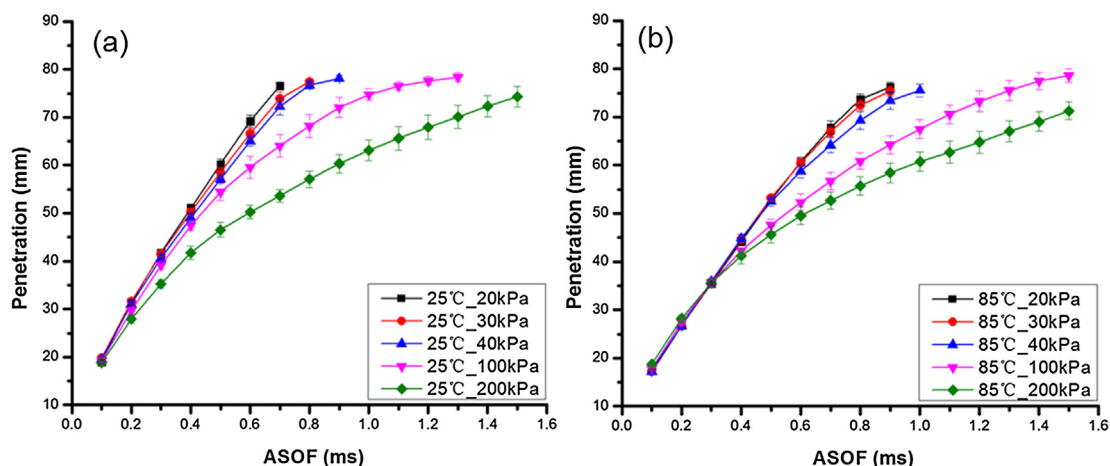 (a)
Penetration (mm)
90
80
70
60
50
40
30
20
10
25℃_20kPa
25℃_30kPa
25℃_40kPa
25℃_100kPa
25℃_200kPa
0.0 0.2 0.4 0.6 0.8 1.0 1.2 1.4 1.6
ASOF (ms)
(b)
Penetration (mm)
90
80
70
60
50
40
30
20
10
85℃_20kPa
85℃_30kPa
85℃_40kPa
85℃_100kPa
85℃_200kPa
0.0 0.2 0.4 0.6 0.8 1.0 1.2 1.4 1.6
ASOF (ms)